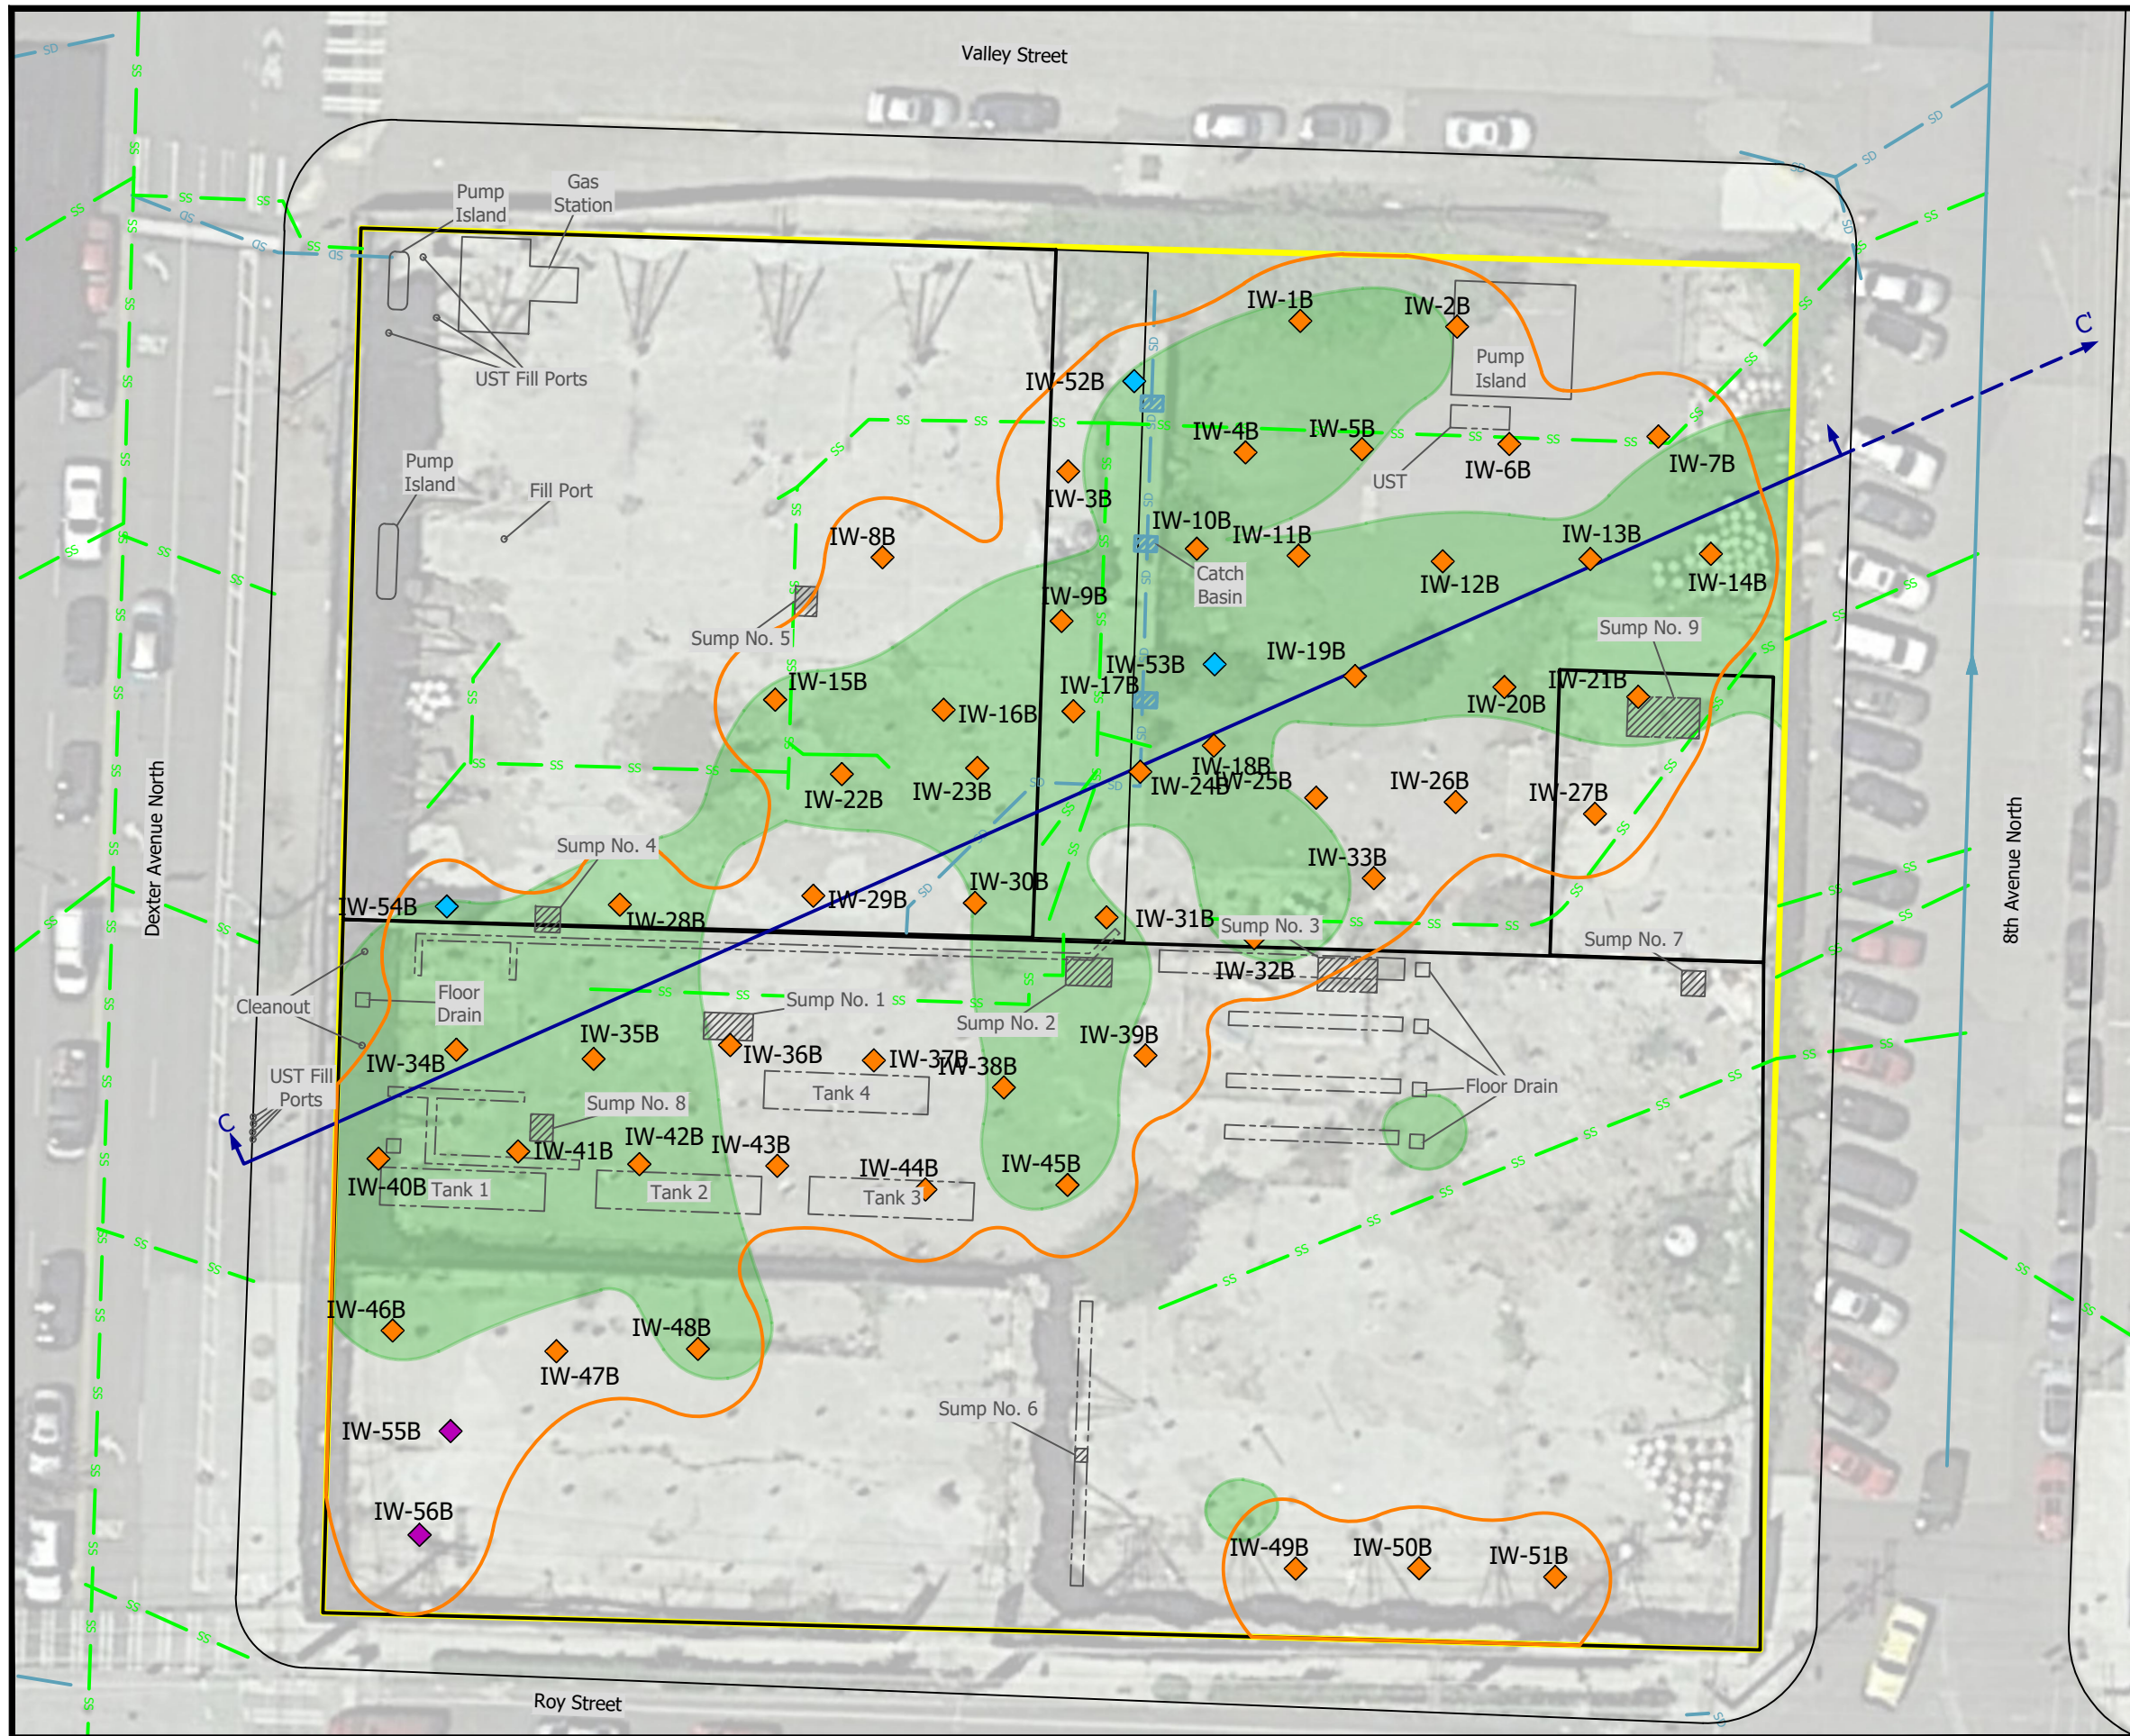 Valley Street
SD
SS
Pump
Island
Gas
Station
UST Fill Ports
IW-1B
IW-2B
Pump
Island
IW-52B
C'
IW-4B
IW-5B
IW-6B
IW-7B
UST
IW-3B
Pump
Island
Fill Port
IW-8B
IW-10B
IW-11B
IW-12B
IW-13B
IW-14B
Catch
Basin
IW-9B
Sump No. 5
Sump No. 9
IW-53B
IW-19B
IW-15B
IW-16B
IW-17B
IW-20B
IW-21B
IW-22B
IW-23B
IW-18B
IW-24B
IW-25B
IW-26B
IW-27B
Dexter Avenue North
8th Avenue North
Sump No. 4
IW-33B
IW-54B
IW-28B
IW-29B
IW-30B
IW-31B
Sump No. 3
Sump No. 7
IW-32B
Cleanout
Floor
Drain
Sump No. 1
Sump No. 2
IW-34B
IW-35B
IW-36B
IW-37B
IW-38B
IW-39B
UST Fill
Ports
Tank 4
Floor Drain
C
Sump No. 8
IW-41B
IW-42B
IW-43B
IW-44B
IW-45B
IW-40B
Tank 1
Tank 2
Tank 3
IW-46B
IW-47B
IW-48B
Sump No. 6
IW-55B
IW-56B
IW-49B
IW-50B
IW-51B
Roy Street